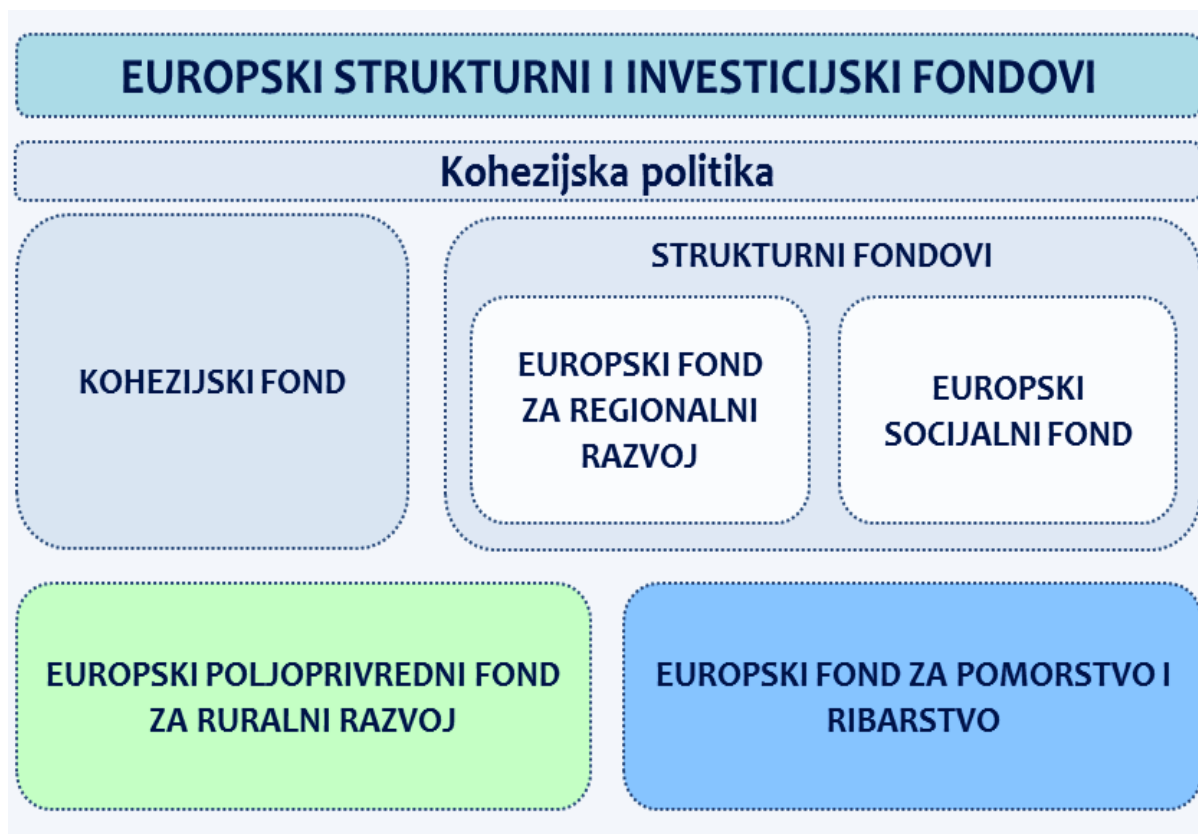 EUROPSKI STRUKTURNI I INVESTICIJSKI FONDOVI
Kohezijska politika
KOHEZIJSKI FOND
STRUKTURNI FONDOVI
EUROPSKI FOND
ZA REGIONALNI
RAZVOJ
EUROPSKI
SOCIJALNI FOND
EUROPSKI POLJOPRIVREDNI FOND
ZA RURALNI RAZVOJ
EUROPSKI FOND ZA POMORSTVO I
RIBARSTVO